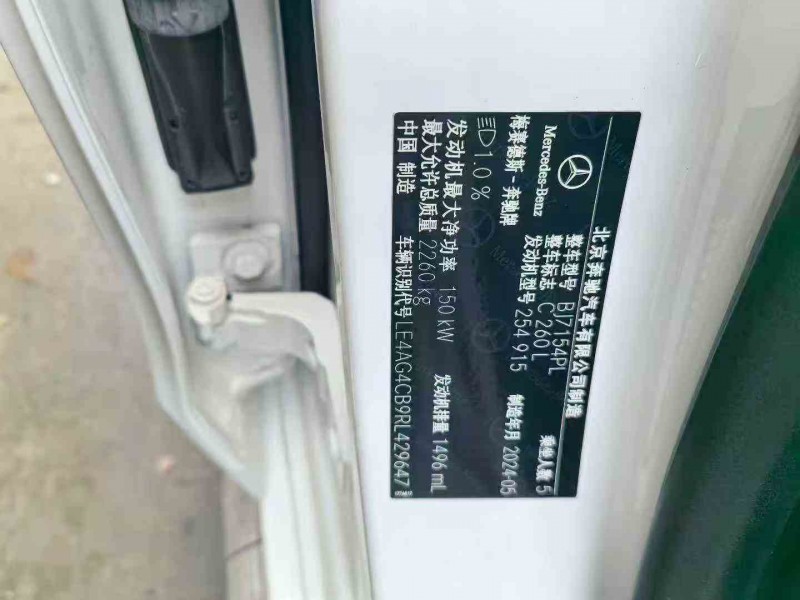 北京奔驰汽车有限公司制造
Mercedes-Benz
梅赛德斯-奔驰牌
整车型号 BJ7154PL
整车标志 C 260 L
发动机型号 254 915
乘坐人数 5
制造年月 2024-05
1.0 %
发动机最大净功率 150 kW
发动机排量 1496 mL
最大允许总质量 2260 kg
中国 制造
车辆识别代号 LE4AG4CB9RL429647